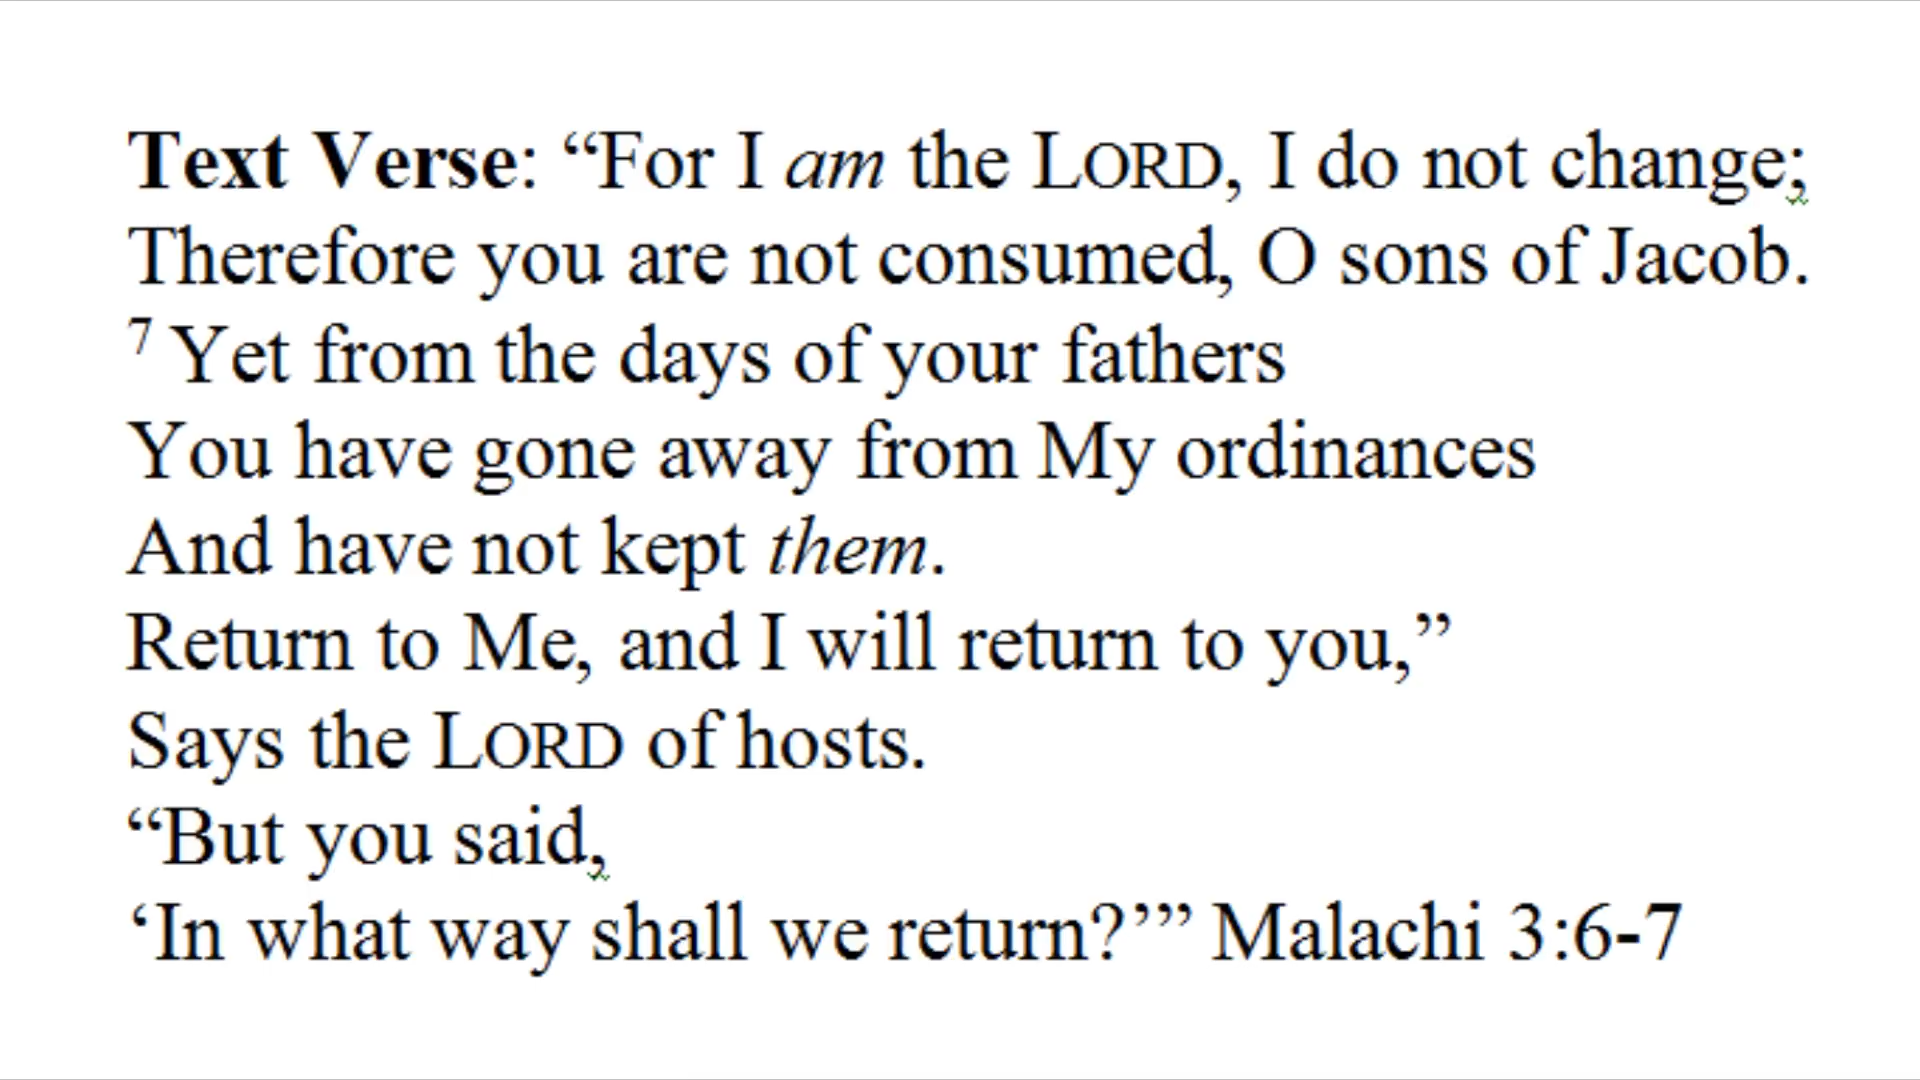 Text Verse: “For I am the LORD, I do not change;
Therefore you are not consumed, O sons of Jacob.
7 Yet from the days of your fathers
You have gone away from My ordinances
And have not kept them.
Return to Me, and I will return to you,”
Says the LORD of hosts.
“But you said,
‘In what way shall we return?’” Malachi 3:6-7